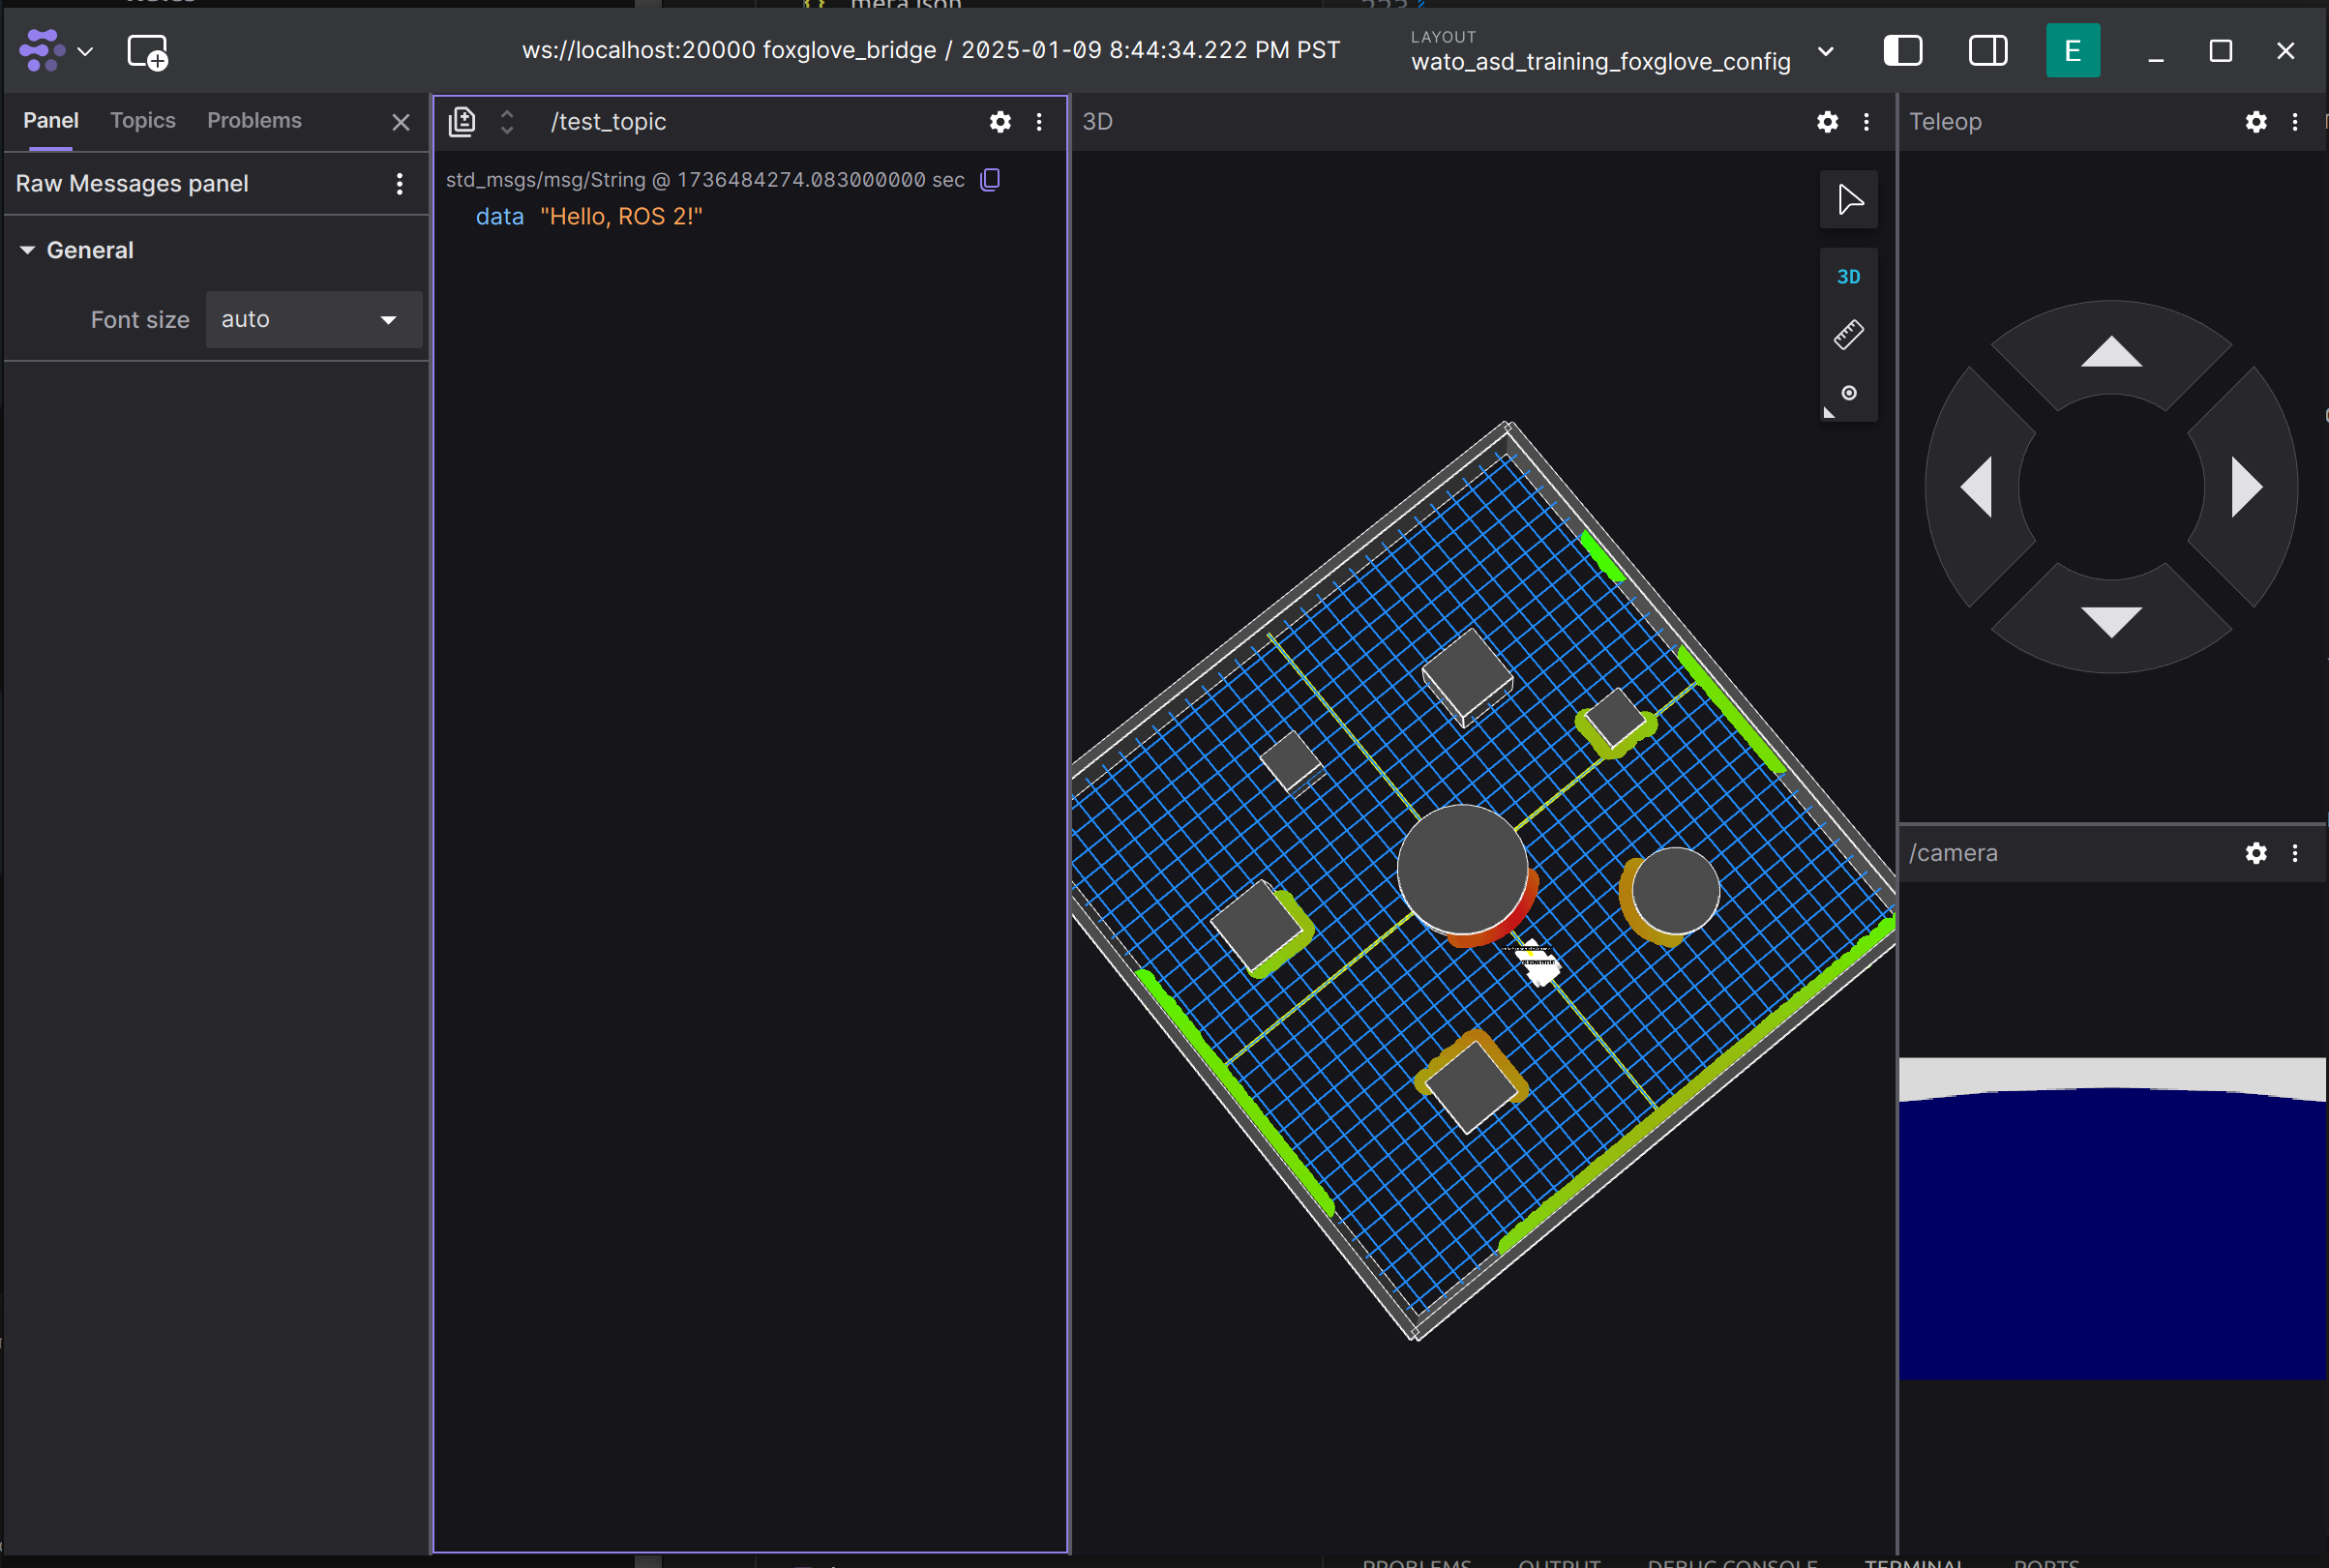 meta.json
ws://localhost:20000 foxglove_bridge / 2025-01-09 8:44:34.222 PM PST
LAYOUT
wato_asd_training_foxglove_config
E
Panel
Topics
Problems
Raw Messages panel
General
Font size
auto
/test_topic
std_msgs/msg/String @ 1736484274.083000000 sec
data "Hello, ROS 2!"
3D
3D
Teleop
/camera
PROBLEMS
OUTPUT
DEBUG CONSOLE
TERMINAL
PORTS